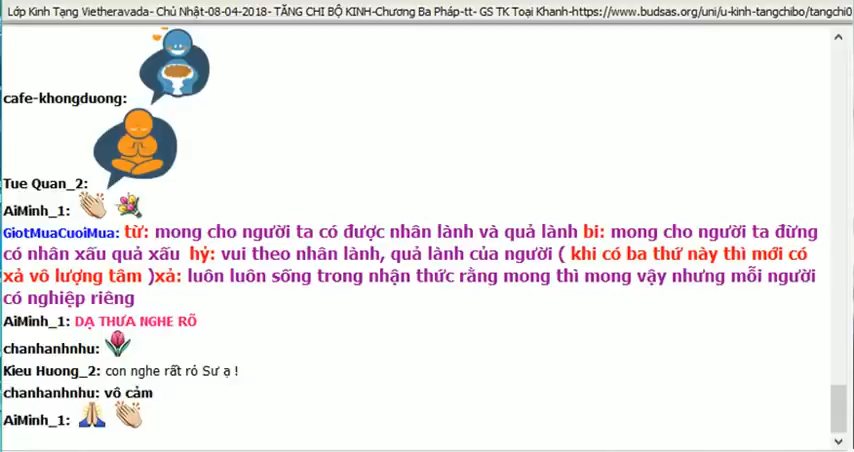 Lớp Kinh Tạng Vietheravada- Chủ Nhật-08-04-2018- TĂNG CHI BỘ KINH-Chương Ba Pháp-tt- GS TK Toại Khanh-https://www.budsas.org/uni/u-kinh-tangchibo/tangchi0
cafe-khongduong:
Tue Quan_2:
AiMinh_1:
GiotMuaCuoiMua: từ: mong cho người ta có được nhân lành và quả lành bi: mong cho người ta đừng
có nhân xấu quả xấu hỷ: vui theo nhân lành, quả lành của người ( khi có ba thứ này thì mới có
xả vô lượng tâm )xả: luôn luôn sống trong nhận thức rằng mong thì mong vậy nhưng mỗi người
có nghiệp riêng
AiMinh_1: DẠ THƯA NGHE RÕ
chanhanhnhu:
Kieu Huong_2: con nghe rất rỏ Sư ạ !
chanhanhnhu: vô cảm
AiMinh_1: